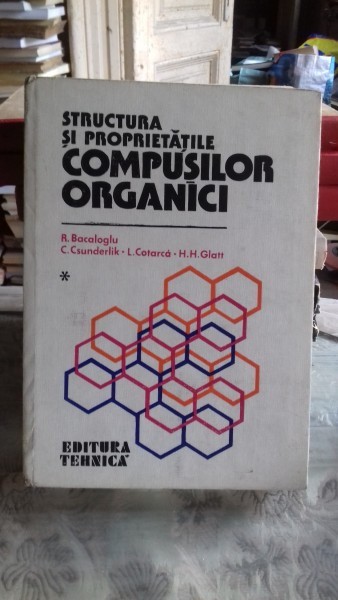 STRUCTURA
ȘI PROPRIETĂȚILE
COMPUȘILOR
ORGANICI
R. Bacaloglu
C. Csunderlik • L. Cotarcă • H. H. Glatt
*
EDITURA
TEHNICĂ